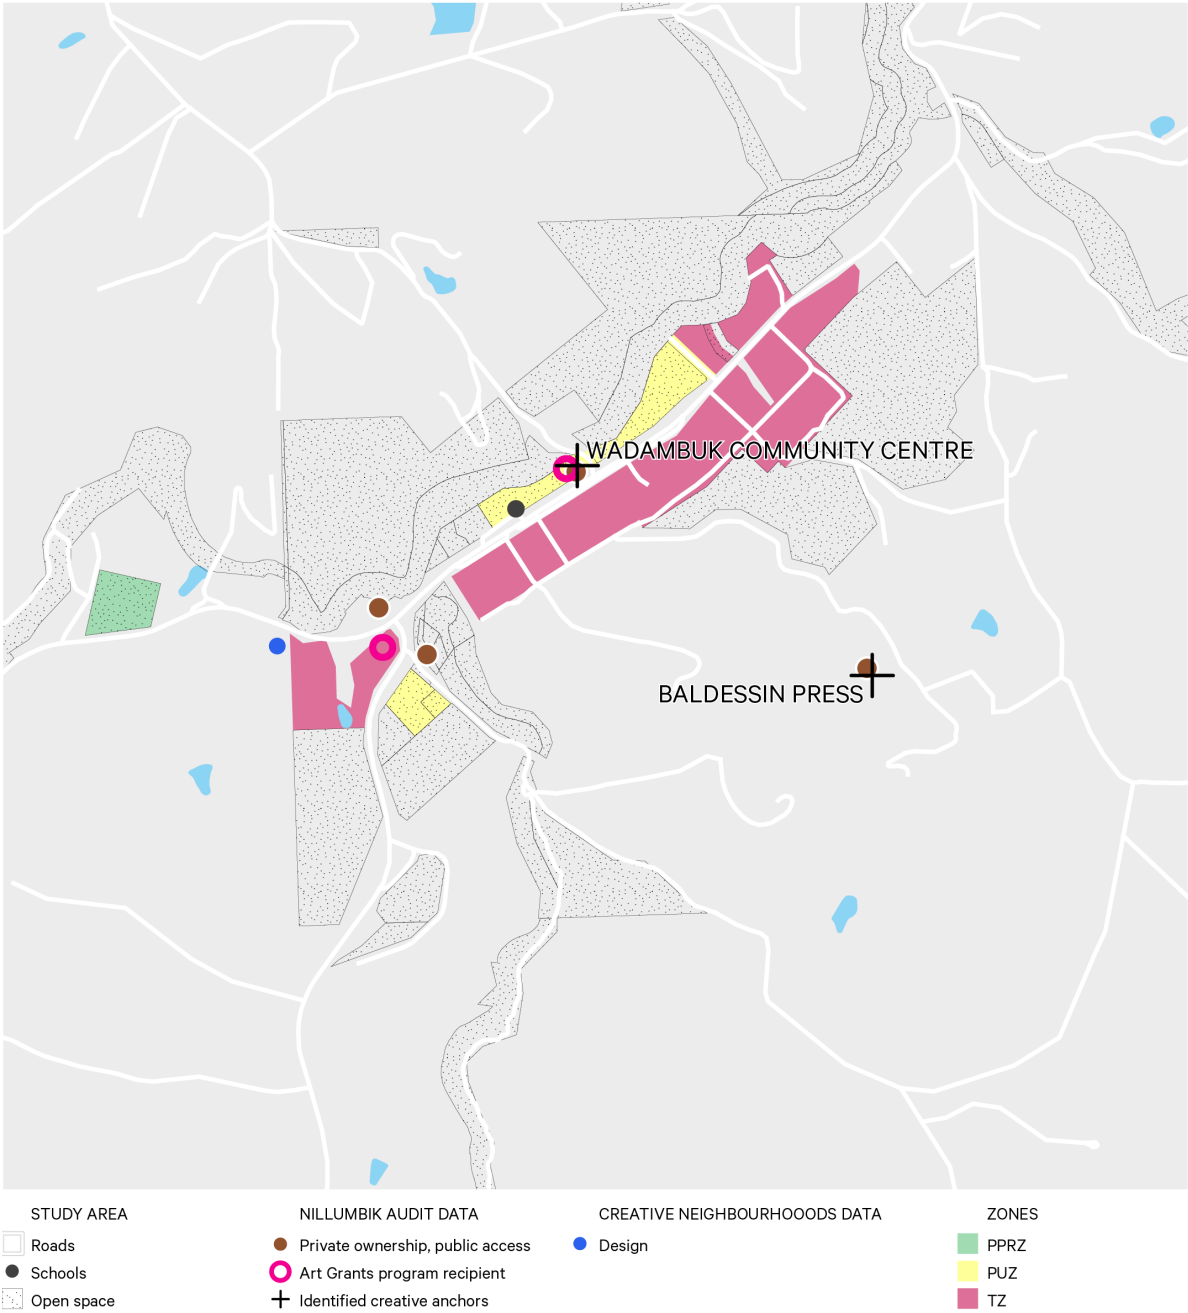 WADAMBUK COMMUNITY CENTRE
BALDESSIN PRESS
STUDY AREA
Roads
Schools
Open space
NILLUMBIK AUDIT DATA
Private ownership, public access
Art Grants program recipient
Identified creative anchors
CREATIVE NEIGHBOURHOOODS DATA
Design
ZONES
PPRZ
PUZ
TZ